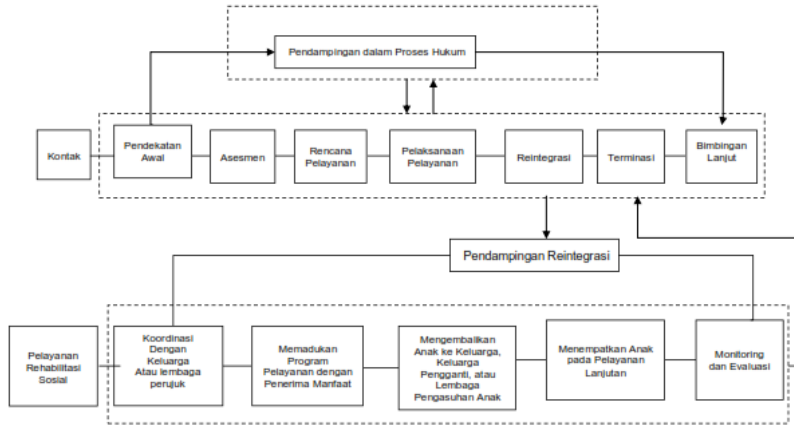 Pendampingan dalam Proses Hukum
Kontak
Pendekatan
Awal
Asesmen
Rencana
Pelayanan
Pelaksanaan
Pelayanan
Reintegrasi
Terminasi
Bimbingan
Lanjut
Pendampingan Reintegrasi
Pelayanan
Rehabilitasi
Sosial
Koordinasi
Dengan
Keluarga
Atau lembaga
perujuk
Memadukan
Program
Pelayanan dengan
Penerima Manfaat
Mengembalikan
Anak ke Keluarga,
Keluarga
Pengganti, atau
Lembaga
Pengasuhan Anak
Menempatkan Anak
pada Pelayanan
Lanjutan
Monitoring
dan Evaluasi